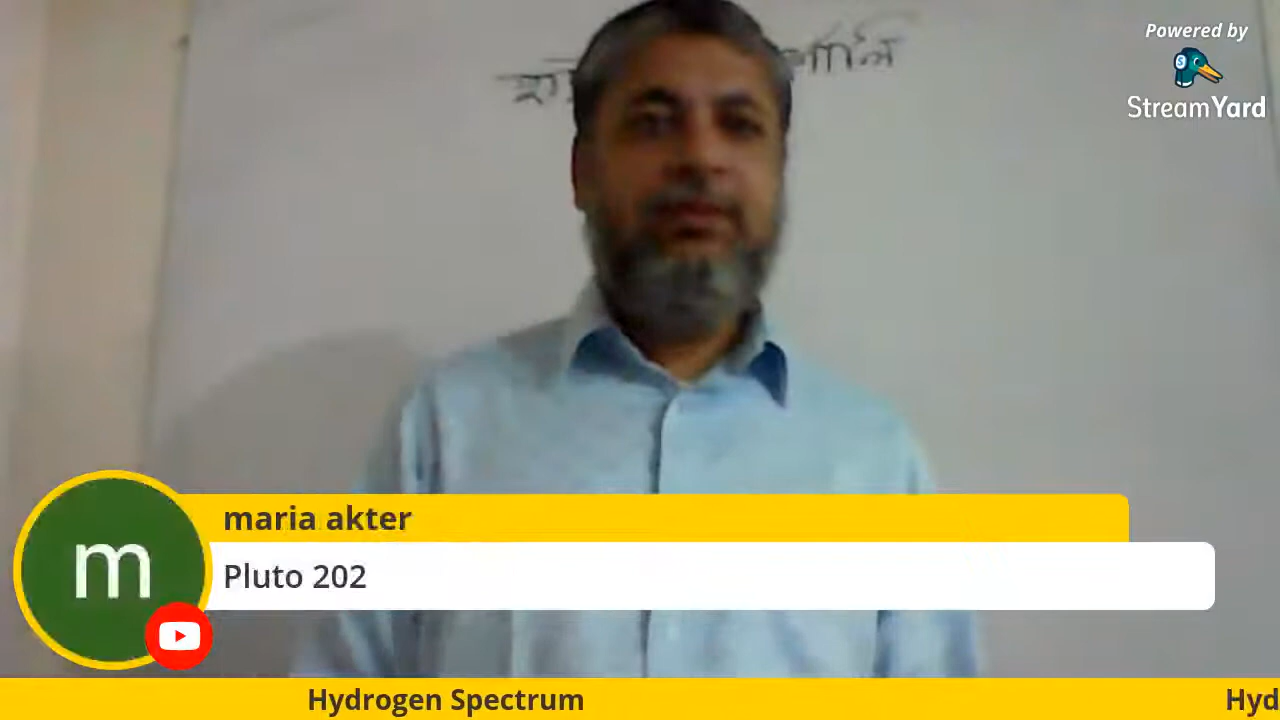 Powered by
StreamYard
m
maria akter
Pluto 202
Hydrogen Spectrum
Hyd